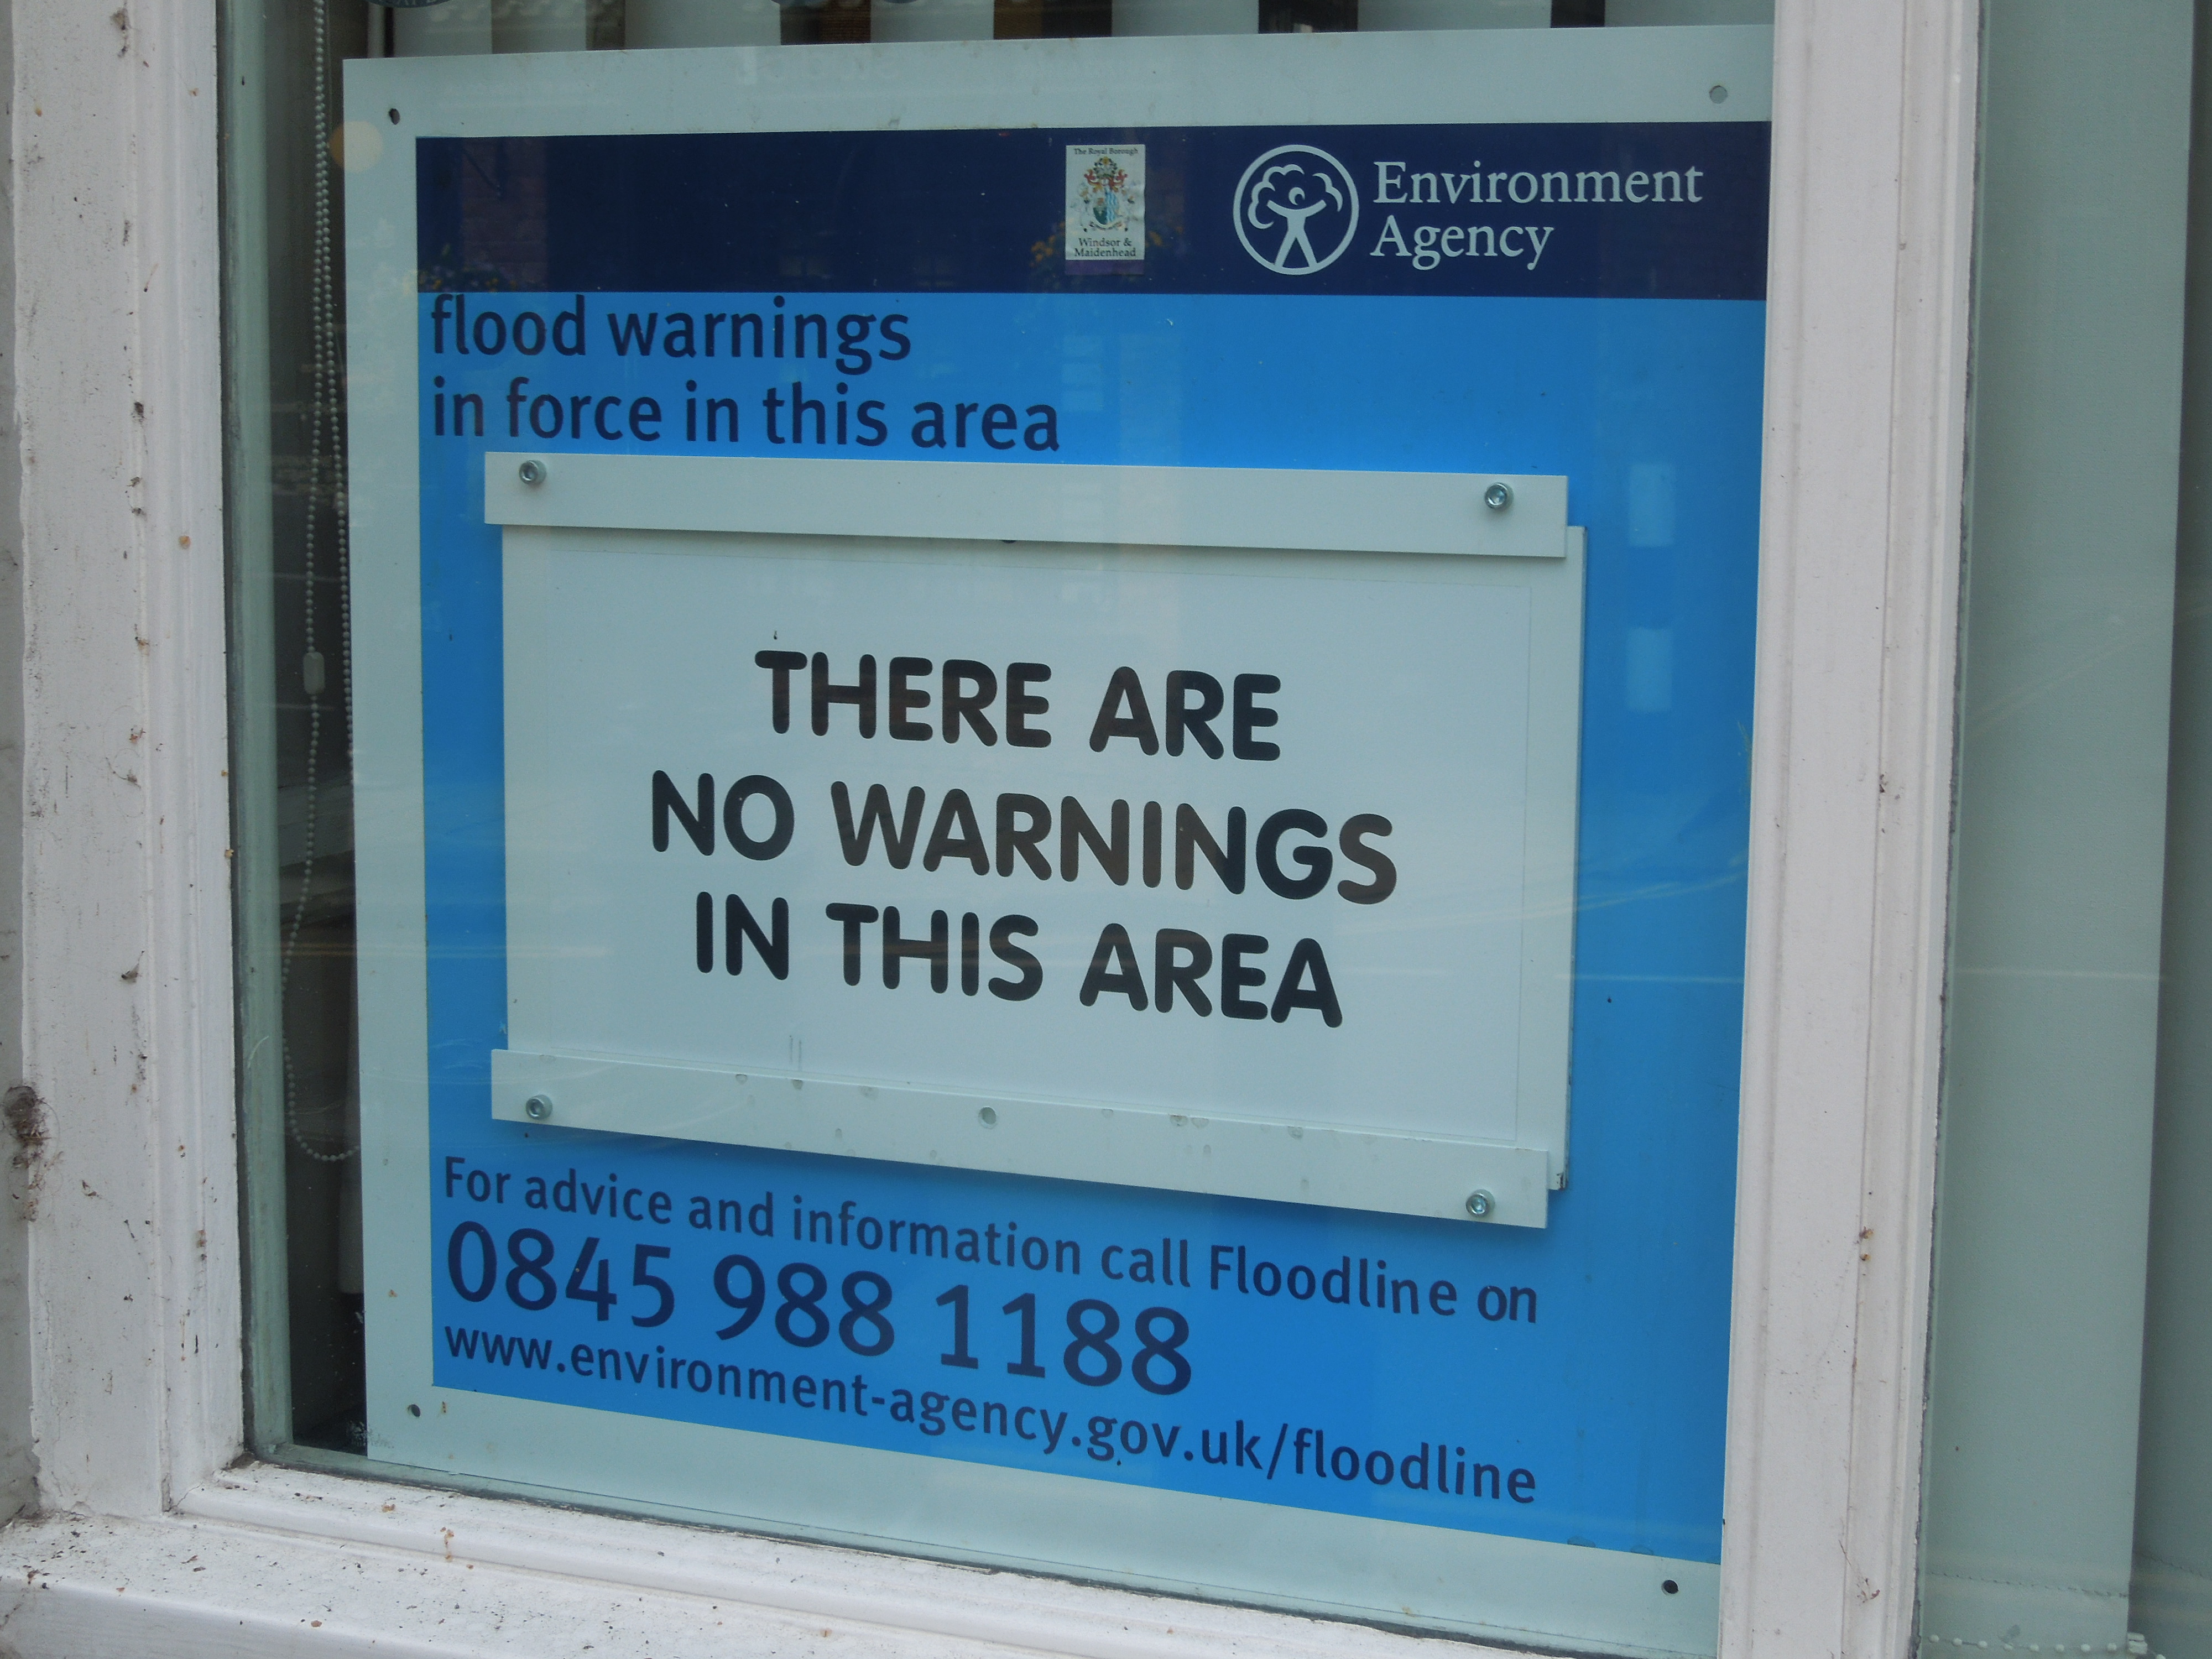 The Royal Borough
Windsor &
Maidenhead
Environment
Agency
flood warnings
in force in this area
THERE ARE
NO WARNINGS
IN THIS AREA
For advice and information call Floodline on
0845 988 1188
www.environment-agency.gov.uk/floodline